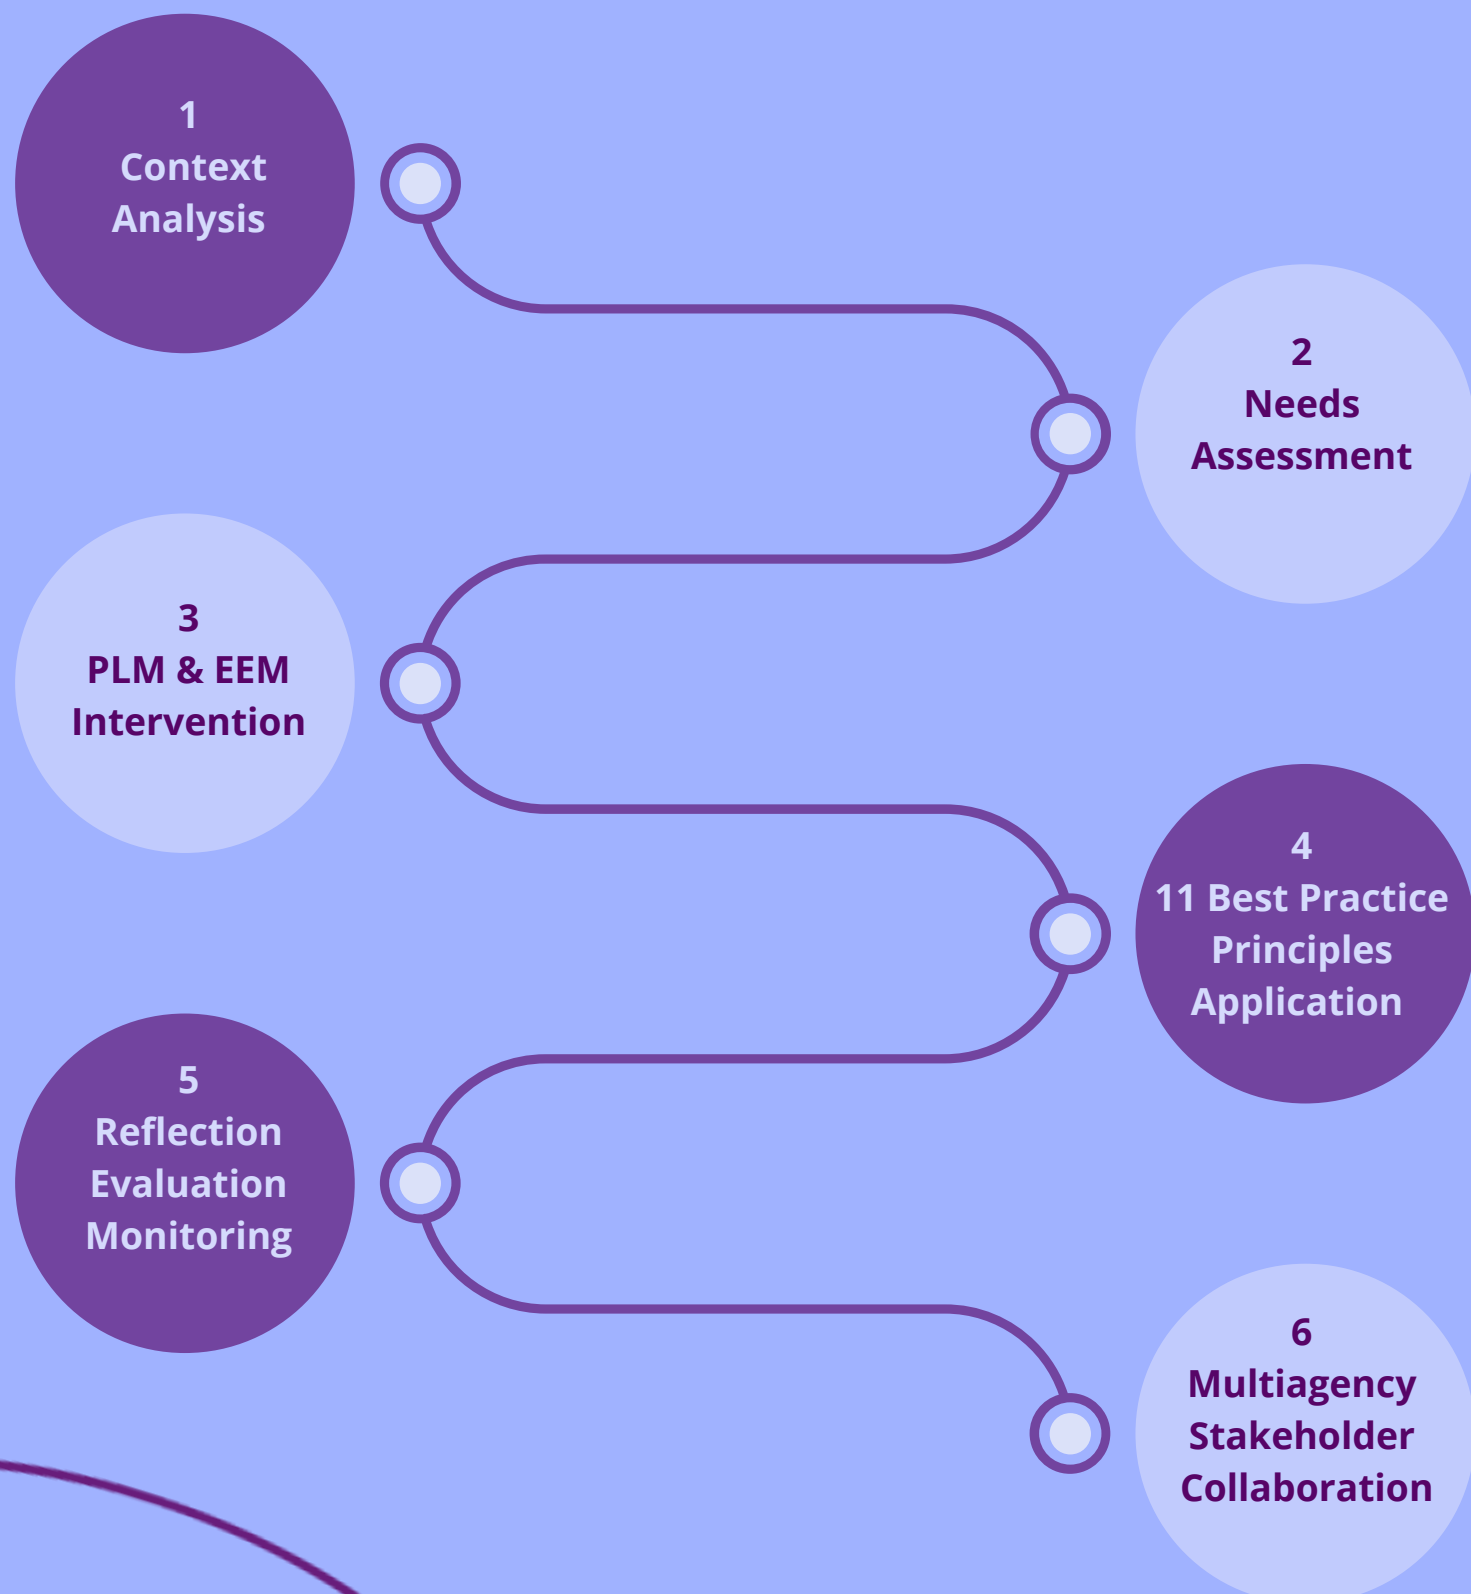 1
Context
Analysis
2
Needs
Assessment
3
PLM & EEM
Intervention
4
11 Best Practice
Principles
Application
5
Reflection
Evaluation
Monitoring
6
Multiagency
Stakeholder
Collaboration